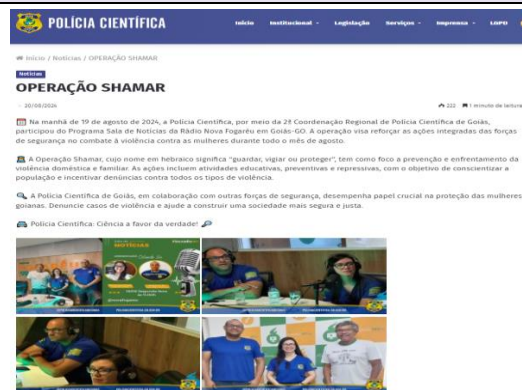 POLÍCIA CIENTÍFICA
Início Institucional Legislação Serviços Imprensa LGPD
Início / Notícias / OPERAÇÃO SHAMAR
Notícias
OPERAÇÃO SHAMAR
20/08/2024 222 1 minuto de leitura
Na manhã de 19 de agosto de 2024, a Polícia Científica, por meio da 2ª Coordenação Regional de Polícia Científica de Goiás,
participou do Programa Sala de Notícias da Rádio Nova Fogaréu em Goiás-GO. A operação visa reforçar as ações integradas das forças
de segurança no combate à violência contra as mulheres durante todo o mês de agosto.
A Operação Shamar, cujo nome em hebraico significa "guardar, vigiar ou proteger", tem como foco a prevenção e enfrentamento da
violência doméstica e familiar. As ações incluem atividades educativas, preventivas e repressivas, com o objetivo de conscientizar a
população e incentivar denúncias contra todos os tipos de violência.
A Polícia Científica de Goiás, em colaboração com outras forças de segurança, desempenha papel crucial na proteção das mulheres
goianas. Denuncie casos de violência e ajude a construir uma sociedade mais segura e justa.
Polícia Científica: Ciência a favor da verdade!
NOTÍCIAS